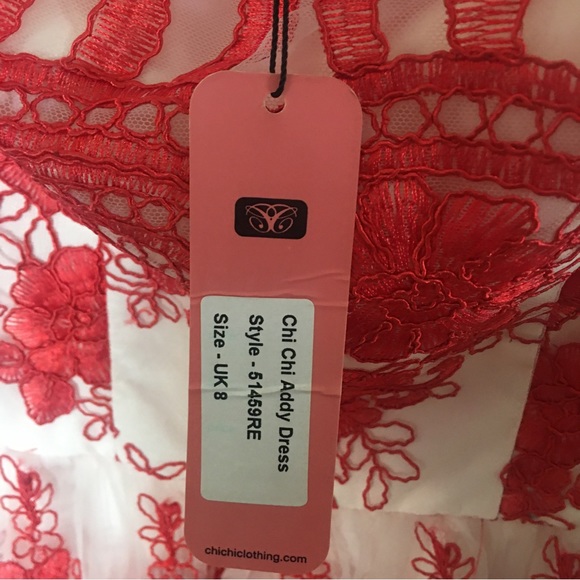 Chi Chi Addy Dress
Style - 51459RE
Size - UK 8
chichiclothing.com